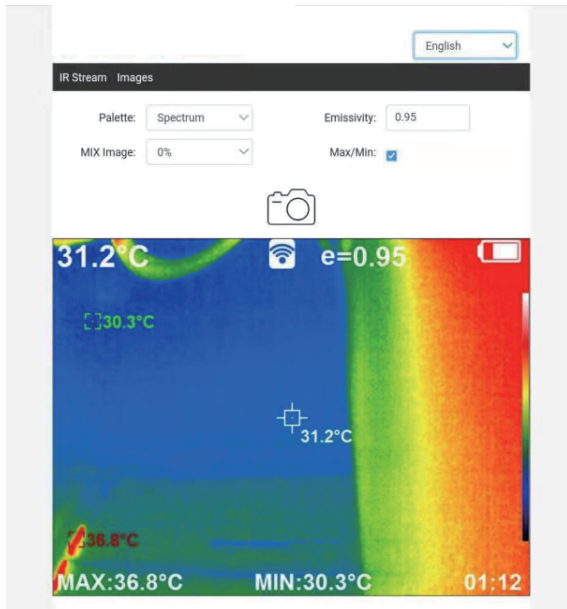 English
IR Stream Images
Palette: Spectrum Emissivity: 0.95
MIX Image: 0% Max/Min:
31.2°C e=0.95
30.3°C
31.2°C
36.8°C
MAX:36.8°C MIN:30.3°C 01:12